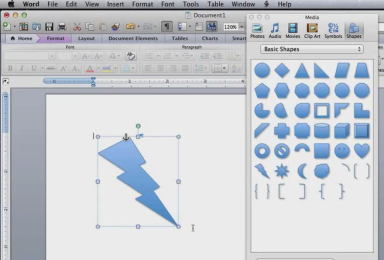 Word File Edit View Insert Format Font Tools Table Window Help
Document1
120%
Media
Photos Audio Movies Clip Art Symbols Shapes
Home Format Layout Document Elements Tables Charts Smart
Font Paragraph
Basic Shapes
B I U